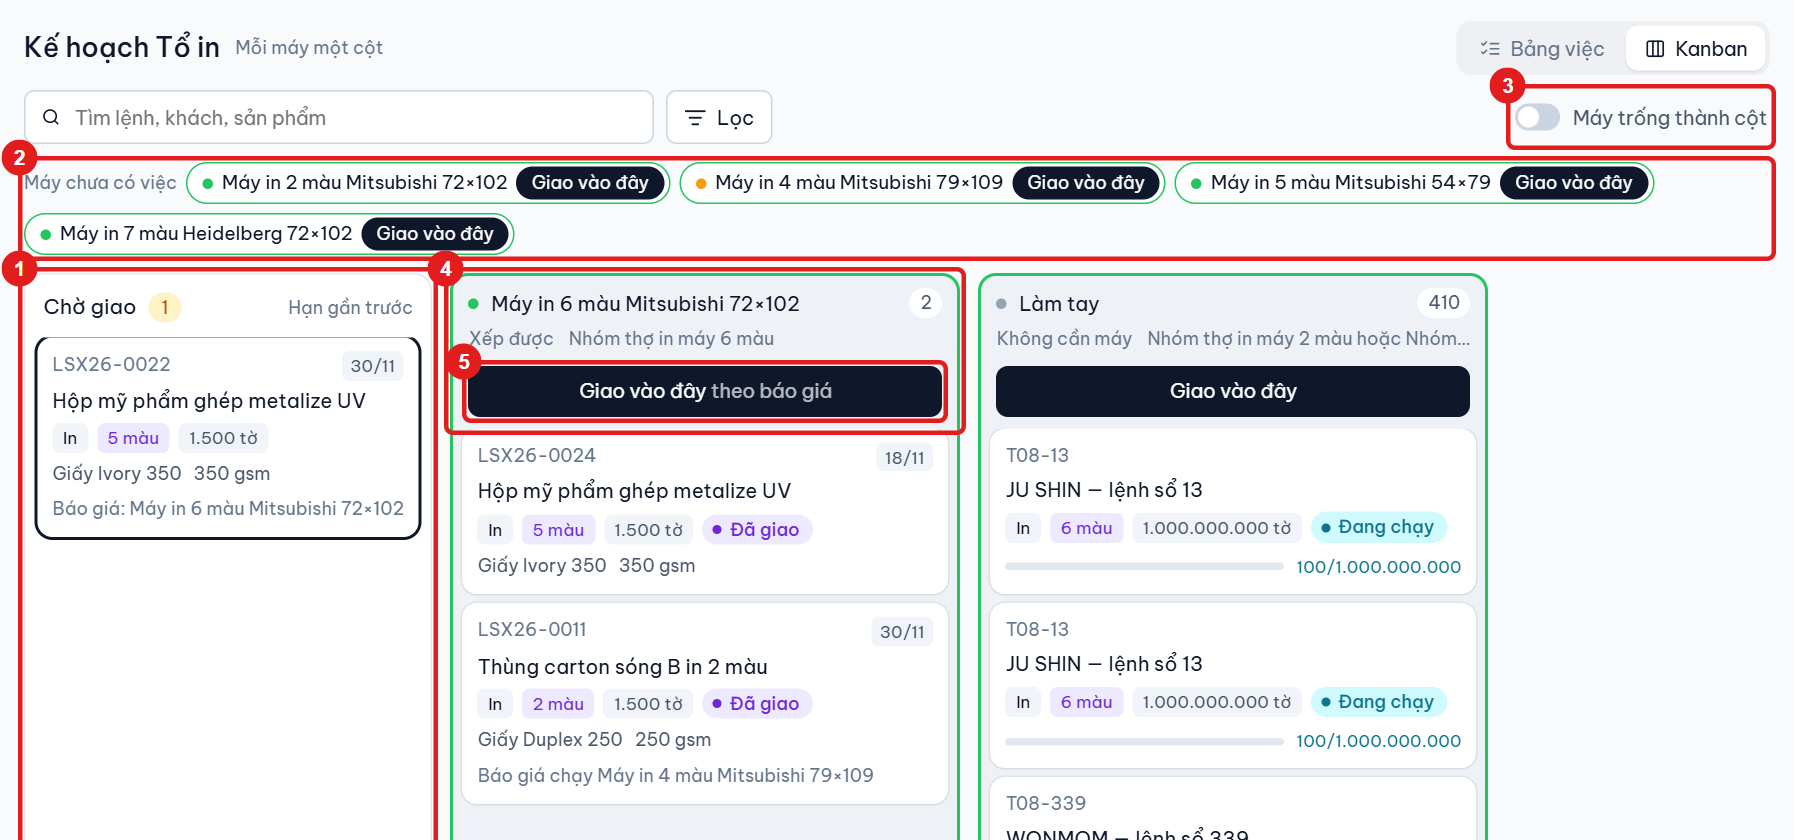 Kế hoạch Tổ in Mỗi máy một cột
Bảng việc Kanban
Tìm lệnh, khách, sản phẩm Lọc
3
Máy trống thành cột
2
Máy chưa có việc Máy in 2 màu Mitsubishi 72×102 Giao vào đây Máy in 4 màu Mitsubishi 79×109 Giao vào đây Máy in 5 màu Mitsubishi 54×79 Giao vào đây
Máy in 7 màu Heidelberg 72×102 Giao vào đây
1
Chờ giao 1 Hạn gần trước
LSX26-0022 30/11
Hộp mỹ phẩm ghép metalize UV
In 5 màu 1.500 tờ
Giấy Ivory 350 350 gsm
Báo giá: Máy in 6 màu Mitsubishi 72×102
4
Máy in 6 màu Mitsubishi 72×102 2
Xếp được Nhóm thợ in máy 6 màu
5
Giao vào đây theo báo giá
LSX26-0024 18/11
Hộp mỹ phẩm ghép metalize UV
In 5 màu 1.500 tờ Đã giao
Giấy Ivory 350 350 gsm
LSX26-0011 30/11
Thùng carton sóng B in 2 màu
In 2 màu 1.500 tờ Đã giao
Giấy Duplex 250 250 gsm
Báo giá chạy Máy in 4 màu Mitsubishi 79×109
Làm tay 410
Không cần máy Nhóm thợ in máy 2 màu hoặc Nhóm...
Giao vào đây
T08-13
JU SHIN — lệnh sổ 13
In 6 màu 1.000.000.000 tờ Đang chạy
100/1.000.000.000
T08-13
JU SHIN — lệnh sổ 13
In 6 màu 1.000.000.000 tờ Đang chạy
100/1.000.000.000
T08-339
WONMOM — lệnh sổ 339